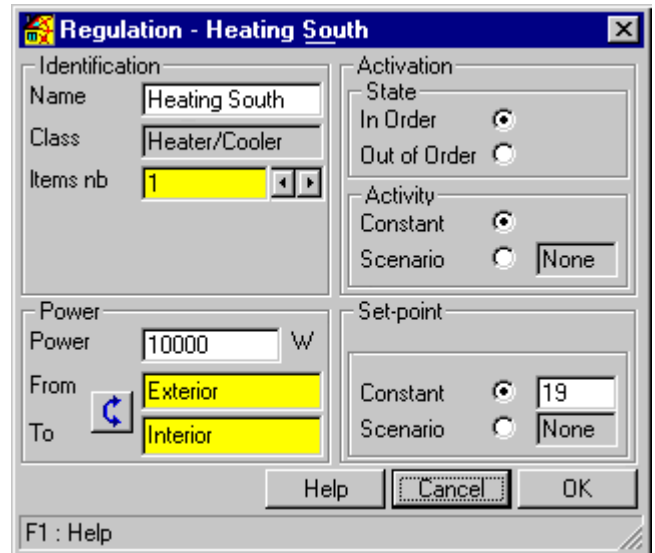 Regulation - Heating South
Identification
Name Heating South
Class Heater/Cooler
Items nb 1
Activation
State
In Order
Out of Order
Activity
Constant
Scenario None
Power
Power 10000 W
From Exterior
To Interior
Set-point
Constant 19
Scenario None
Help Cancel OK
F1 : Help